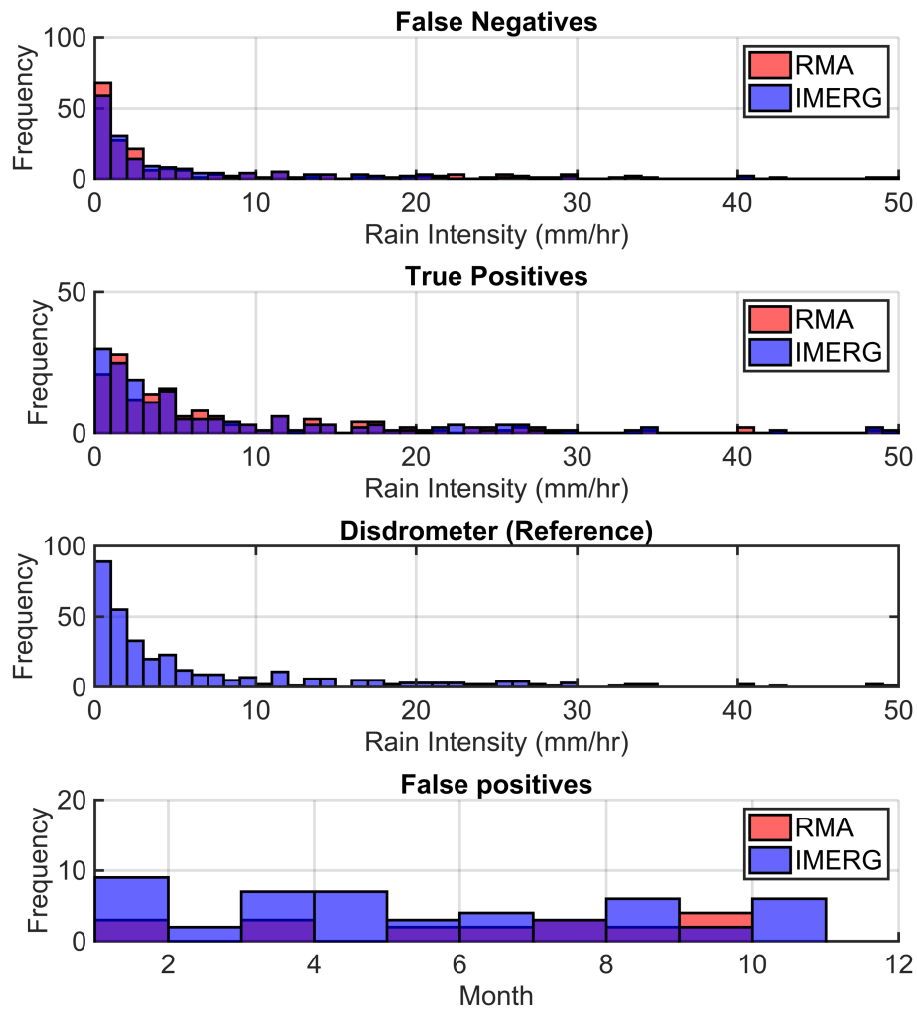 False Negatives
100
50
0
Frequency
RMA
IMERG
0 10 20 30 40 50
Rain Intensity (mm/hr)
True Positives
50
0
Frequency
RMA
IMERG
0 10 20 30 40 50
Rain Intensity (mm/hr)
Disdrometer (Reference)
100
50
0
Frequency
0 10 20 30 40 50
Rain Intensity (mm/hr)
False positives
20
10
0
Frequency
RMA
IMERG
2 4 6 8 10 12
Month